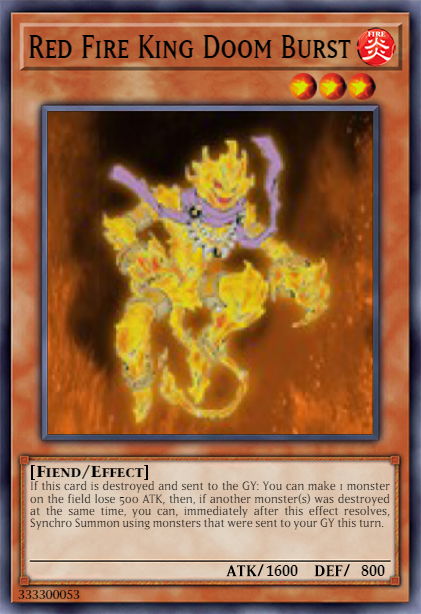 Red Fire King Doom Burst
FIRE
炎
[Fiend/Effect]
If this card is destroyed and sent to the GY: You can make 1 monster
on the field lose 500 ATK, then, if another monster(s) was destroyed
at the same time, you can, immediately after this effect resolves,
Synchro Summon using monsters that were sent to your GY this turn.
ATK/1600 DEF/ 800
333300053